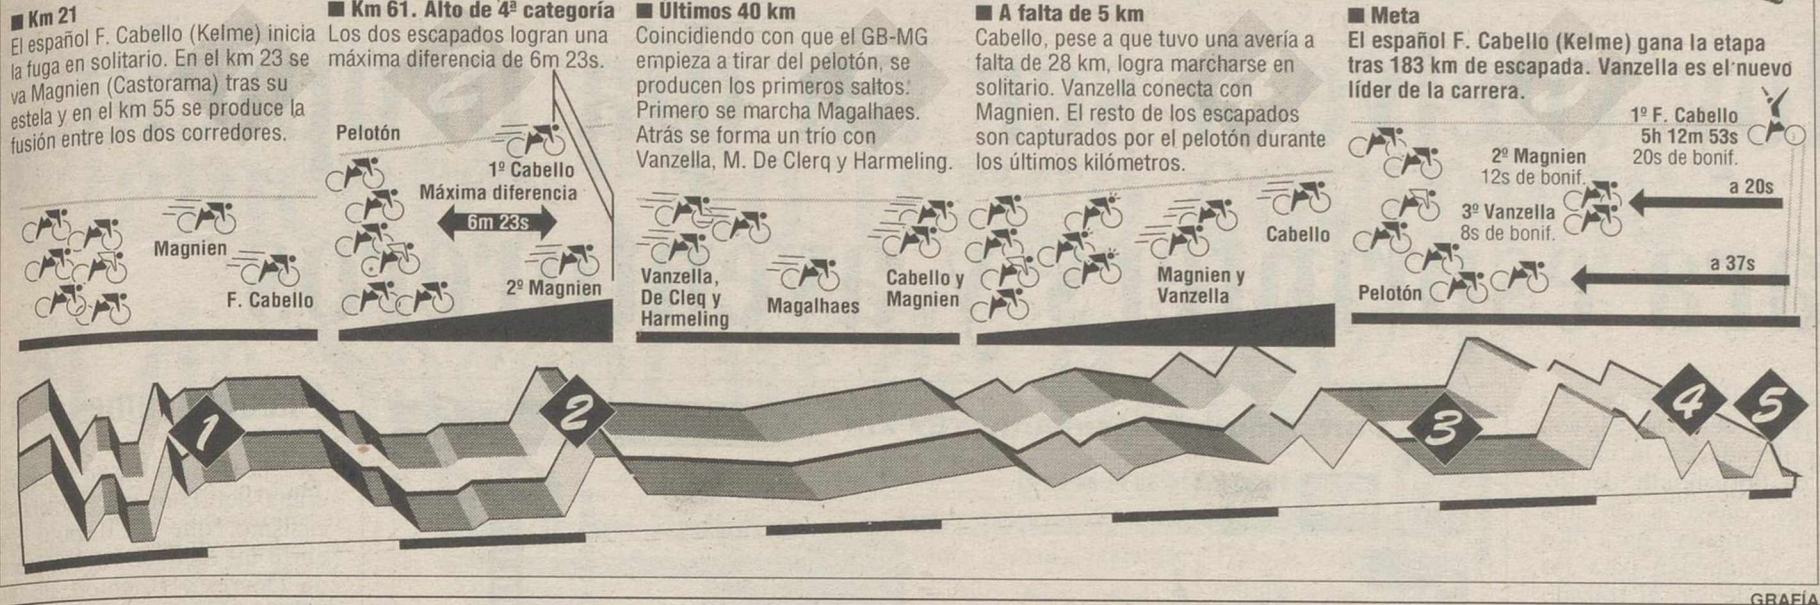 ■ Km 21
El español F. Cabello (Kelme) inicia
la fuga en solitario. En el km 23 se
va Magnien (Castorama) tras su
estela y en el km 55 se produce la
fusión entre los dos corredores.
Magnien
F. Cabello
■ Km 61. Alto de 4ª categoría
Los dos escapados logran una
máxima diferencia de 6m 23s.
Pelotón
1º Cabello
Máxima diferencia
6m 23s
2º Magnien
■ Últimos 40 km
Coincidiendo con que el GB-MG
empieza a tirar del pelotón, se
producen los primeros saltos.
Primero se marcha Magalhaes.
Atrás se forma un trío con
Vanzella, M. De Clerq y Harmeling.
Vanzella,
De Cleq y
Harmeling
Magalhaes
Cabello y
Magnien
■ A falta de 5 km
Cabello, pese a que tuvo una avería a
falta de 28 km, logra marcharse en
solitario. Vanzella conecta con
Magnien. El resto de los escapados
son capturados por el pelotón durante
los últimos kilómetros.
Cabello
Magnien y
Vanzella
■ Meta
El español F. Cabello (Kelme) gana la etapa
tras 183 km de escapada. Vanzella es el nuevo
líder de la carrera.
1º F. Cabello
5h 12m 53s
20s de bonif.
2º Magnien
12s de bonif.
a 20s
3º Vanzella
8s de bonif.
a 37s
Pelotón
1
2
3
4
5
GRAFÍA